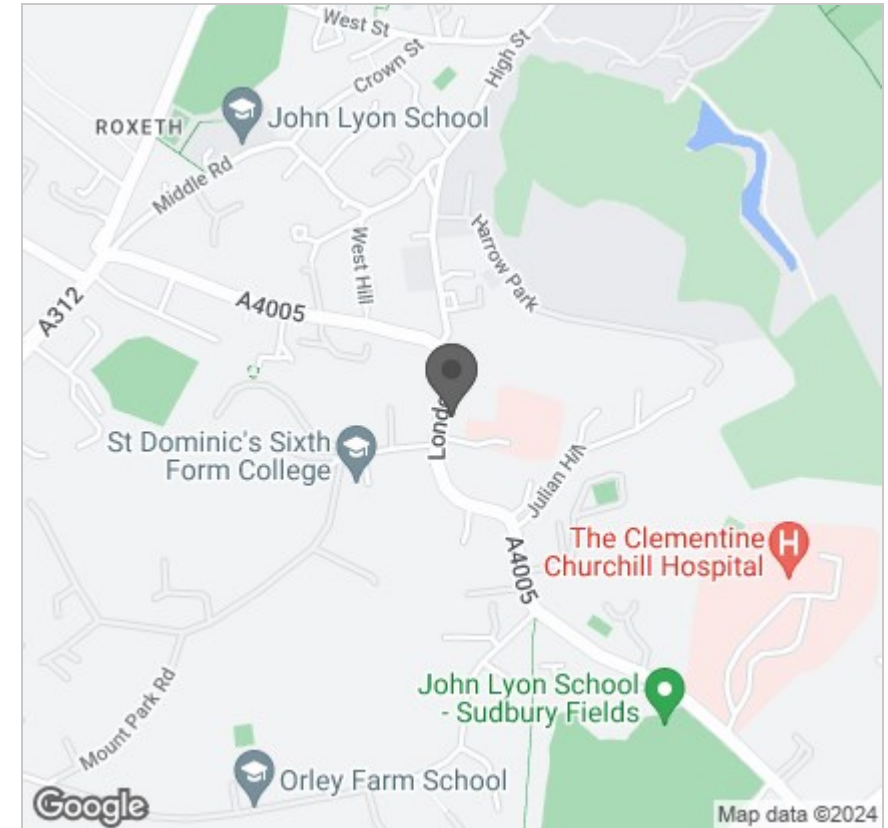 West St
Crown St
High St
John Lyon School
ROXETH
Middle Rd
West Hill
Harrow Park
A4005
A312
St Dominic's Sixth
Form College
Julian Hill
The Clementine
Churchill Hospital
H
A4005
John Lyon School
- Sudbury Fields
Mount Park Rd
Orley Farm School
Google
Map data ©2024